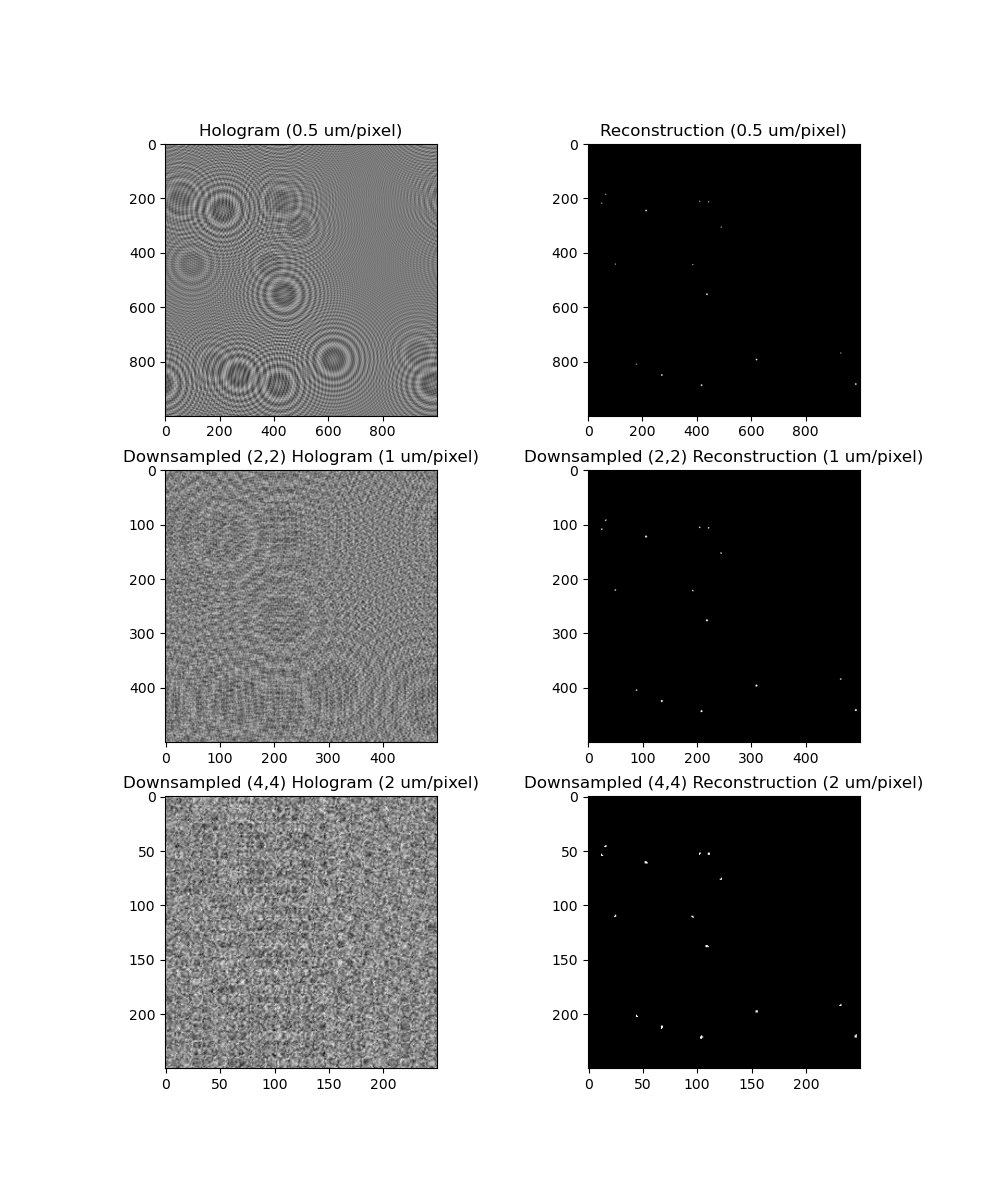 Hologram (0.5 um/pixel)
0
200
400
600
800
0 200 400 600 800
Reconstruction (0.5 um/pixel)
0
200
400
600
800
0 200 400 600 800
Downsampled (2,2) Hologram (1 um/pixel)
0
100
200
300
400
0 100 200 300 400
Downsampled (2,2) Reconstruction (1 um/pixel)
0
100
200
300
400
0 100 200 300 400
Downsampled (4,4) Hologram (2 um/pixel)
0
50
100
150
200
0 50 100 150 200
Downsampled (4,4) Reconstruction (2 um/pixel)
0
50
100
150
200
0 50 100 150 200